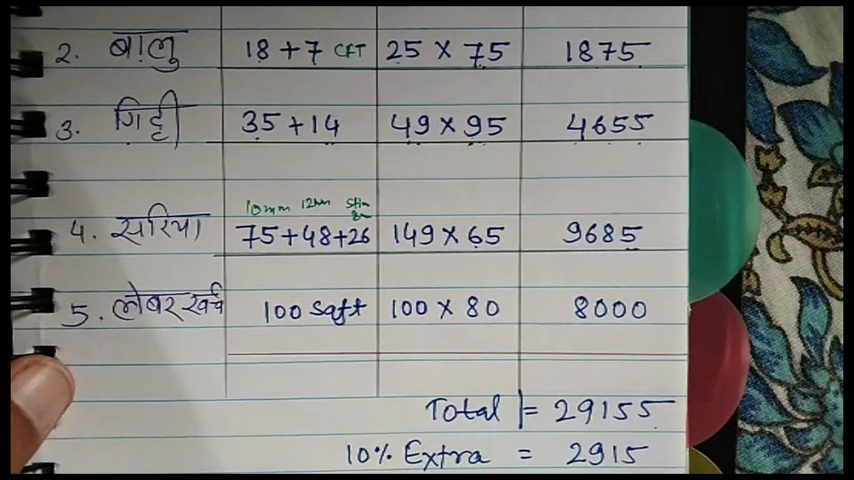 2. बालु 18 + 7 CFT 25 × 75 1875
3. गिट्टी 35 + 14 49 × 95 4655
10mm 12mm
4. सरिया 75 + 48 + 26 149 × 65 9685
5. लेबर खर्च 100 Sqft 100 × 80 8000
Total = 29155
10% Extra = 2915